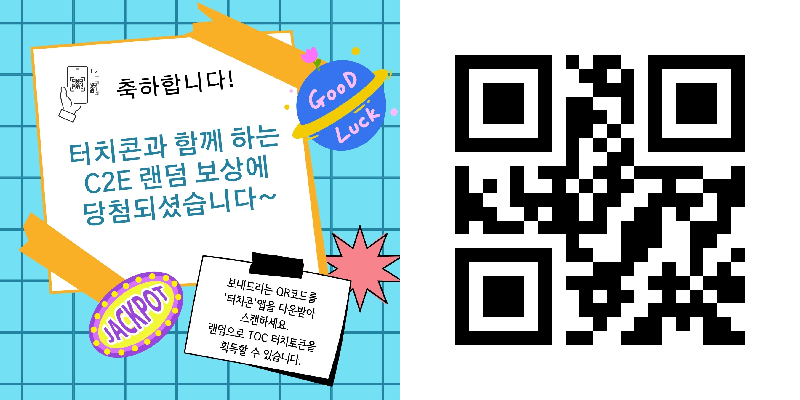 축하합니다!
GOOD
Luck
터치콘과 함께 하는
C2E 랜덤 보상에
당첨되셨습니다~
JACKPOT
보내드리는 QR코드를
'터치콘'앱을 다운받아
스캔하세요.
랜덤으로 TOC 터치토큰을
획득할 수 있습니다.